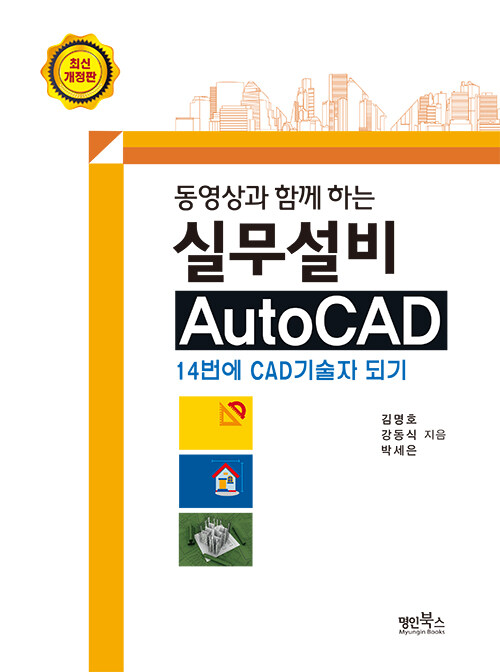 최신
개정판
동영상과 함께 하는
실무설비
AutoCAD
14번에 CAD기술자 되기
김명호
강동식 지음
박세은
명인북스
Myungin Books